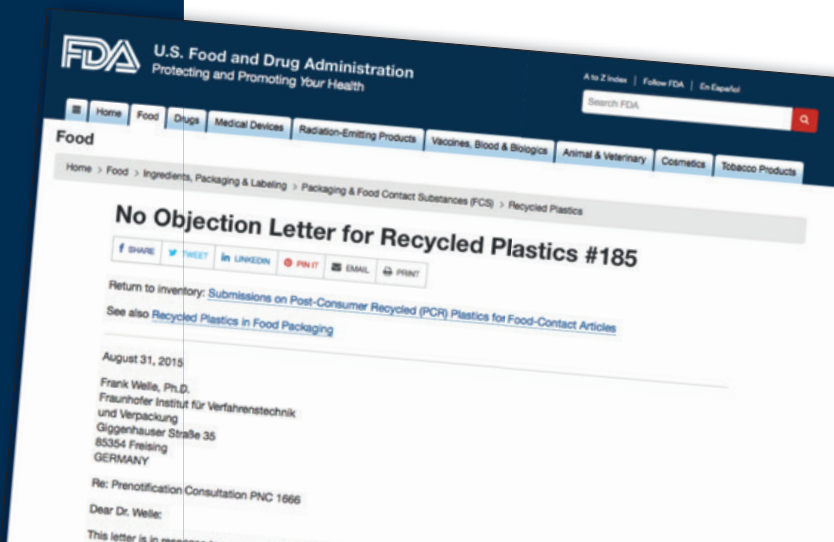 FDA
U.S. Food and Drug Administration
Protecting and Promoting Your Health
A to Z Index | Follow FDA | En Español
Search FDA
Home
Food
Drugs
Medical Devices
Radiation-Emitting Products
Vaccines, Blood & Biologics
Animal & Veterinary
Cosmetics
Tobacco Products
Food
Home > Food > Ingredients, Packaging & Labeling > Packaging & Food Contact Substances (FCS) > Recycled Plastics
No Objection Letter for Recycled Plastics #185
SHARE TWEET LINKEDIN PIN IT EMAIL PRINT
Return to inventory: Submissions on Post-Consumer Recycled (PCR) Plastics for Food-Contact Articles
See also Recycled Plastics in Food Packaging
August 31, 2015
Frank Welle, Ph.D.
Fraunhofer Institut für Verfahrenstechnik
und Verpackung
Giggenhauser Straße 35
85354 Freising
GERMANY
Re: Prenotification Consultation PNC 1666
Dear Dr. Welle:
This letter is in